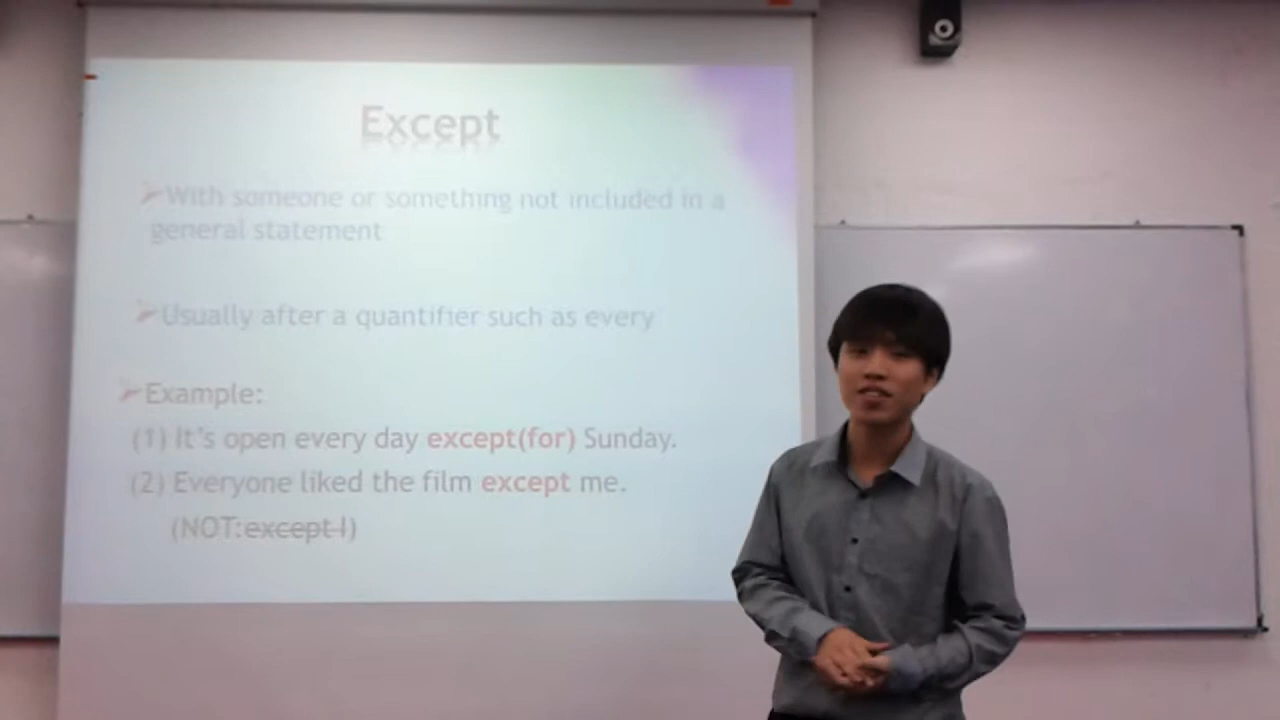 Except
➢With someone or something not included in a
general statement
➢Usually after a quantifier such as every
➢Example:
(1) It's open every day except(for) Sunday.
(2) Everyone liked the film except me.
(NOT:except I)